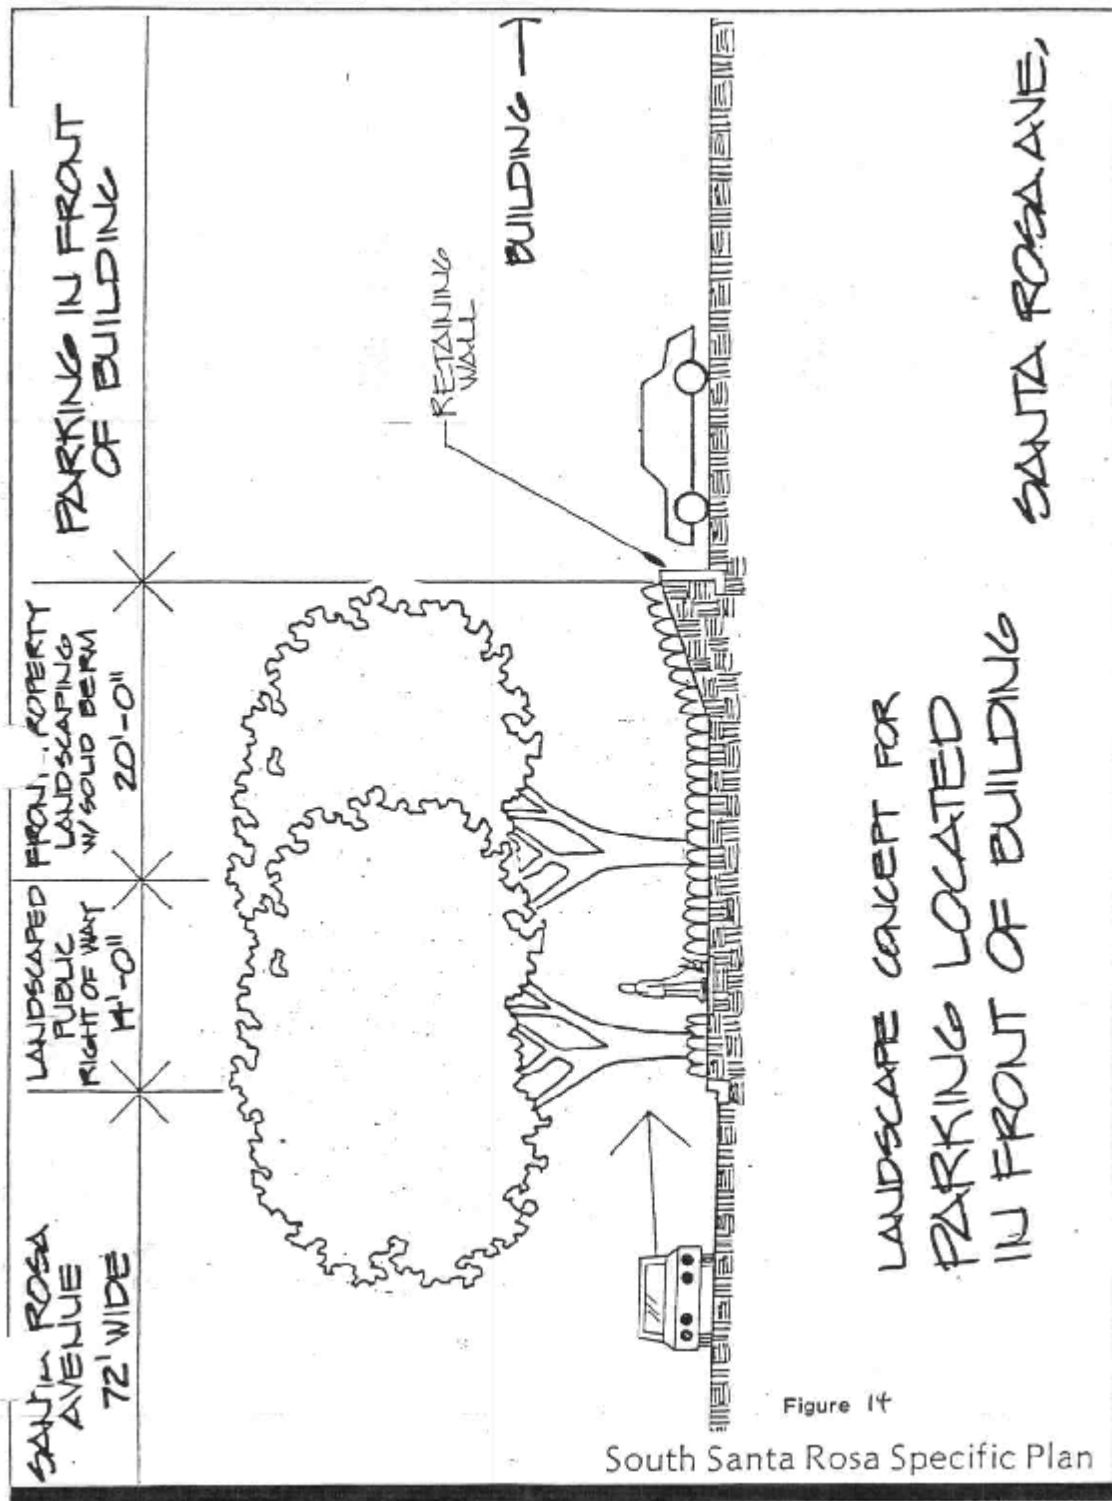 SANTA ROSA
AVENUE
72' WIDE
LANDSCAPED
PUBLIC
RIGHT OF WAY
14'-0"
LANDSCAPING
W/ SOLID BERM
20'-0"
PARKING IN FRONT
OF BUILDING
RETAINING
WALL
BUILDING
LANDSCAPE CONCEPT FOR
PARKING LOCATED
IN FRONT OF BUILDING
SANTA ROSA AVE.
Figure 14
South Santa Rosa Specific Plan